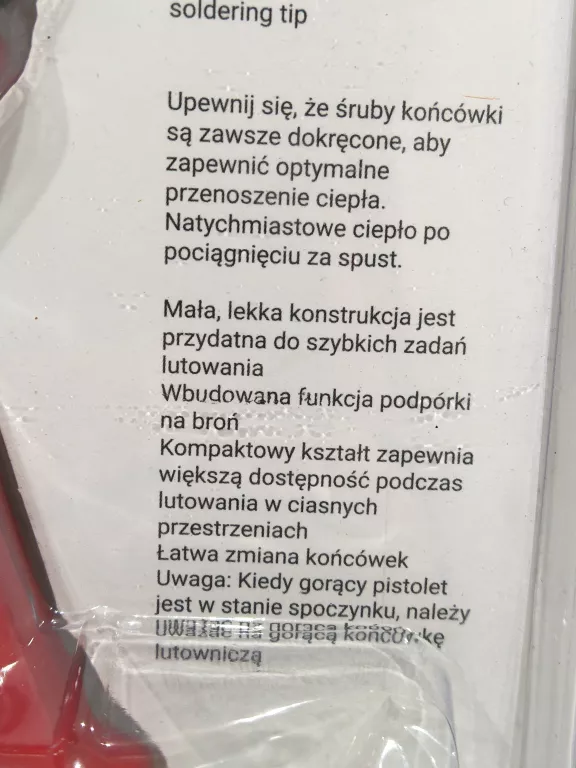 soldering tip
Upewnij się, że śruby końcówki
są zawsze dokręcone, aby
zapewnić optymalne
przenoszenie ciepła.
Natychmiastowe ciepło po
pociągnięciu za spust.
Mała, lekka konstrukcja jest
przydatna do szybkich zadań
lutowania
Wbudowana funkcja podpórki
na broń
Kompaktowy kształt zapewnia
większą dostępność podczas
lutowania w ciasnych
przestrzeniach
Łatwa zmiana końcówek
Uwaga: Kiedy gorący pistolet
jest w stanie spoczynku, należy
uważać na gorącą końcówkę
lutowniczą